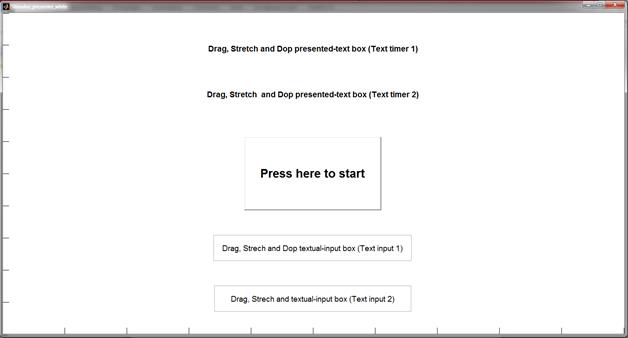 Stimulus_presented_white
Drag, Stretch and Dop presented-text box (Text timer 1)
Drag, Stretch and Dop presented-text box (Text timer 2)
Press here to start
Drag, Strech and Dop textual-input box (Text input 1)
Drag, Strech and textual-input box (Text input 2)